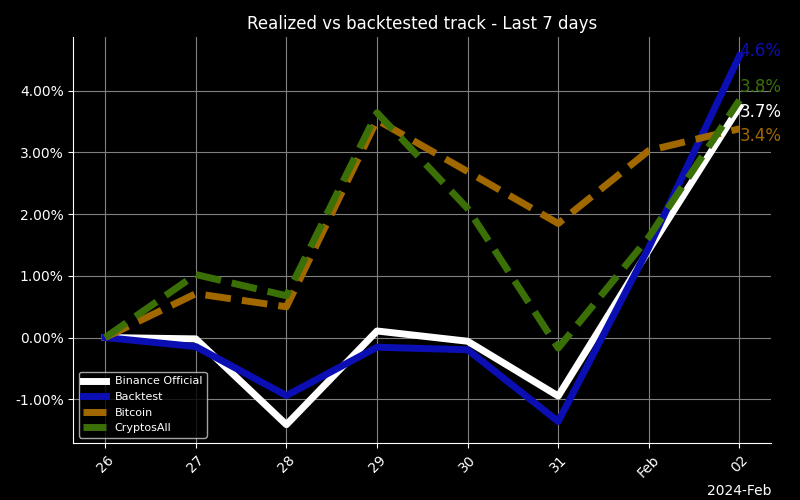 Realized vs backtested track - Last 7 days
4.6%
3.8%
3.7%
3.4%
4.00%
3.00%
2.00%
1.00%
0.00%
-1.00%
Binance Official
Backtest
Bitcoin
CryptosAll
26
27
28
29
30
31
Feb
02
2024-Feb